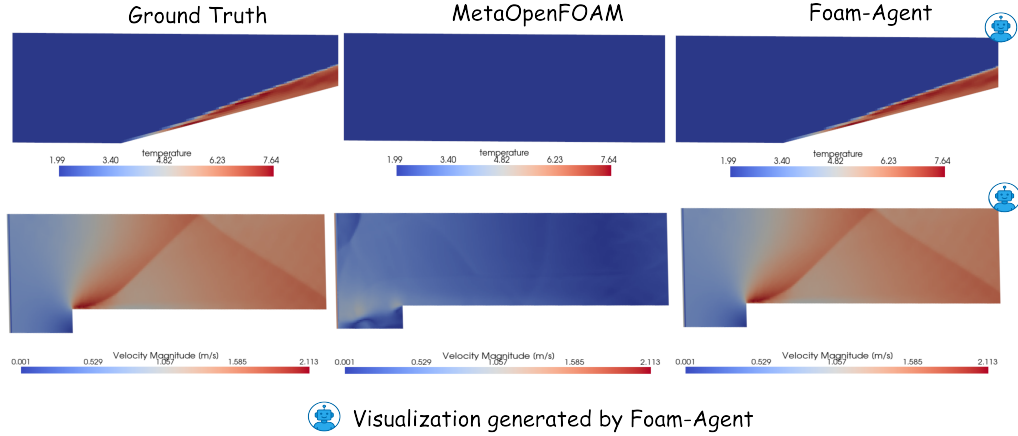 Ground Truth
MetaOpenFOAM
Foam-Agent
temperature
1.99 3.40 4.82 6.23 7.64
temperature
1.99 3.40 4.82 6.23 7.64
temperature
1.99 3.40 4.82 6.23 7.64
Velocity Magnitude (m/s)
0.001 0.529 1.057 1.585 2.113
Velocity Magnitude (m/s)
0.001 0.529 1.057 1.585 2.113
Velocity Magnitude (m/s)
0.001 0.529 1.057 1.585 2.113
Visualization generated by Foam-Agent